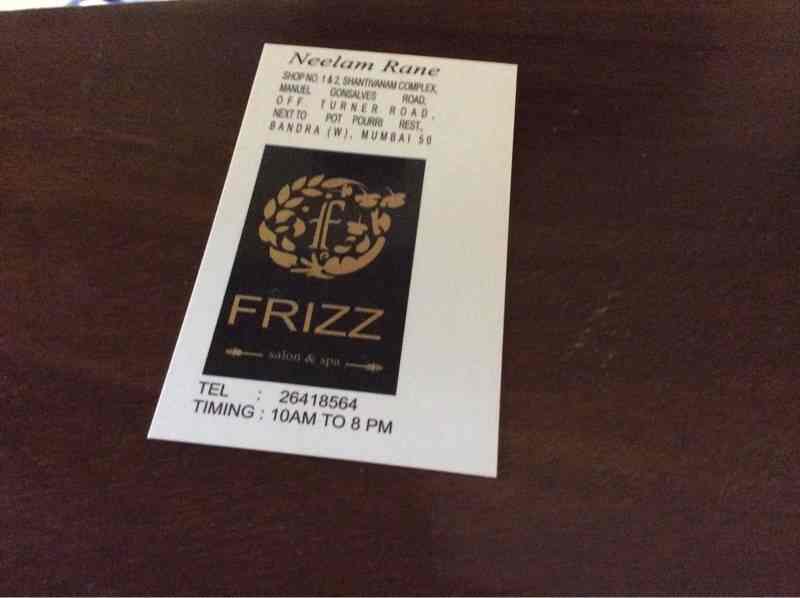 Neelam Rane
SHOP NO. 1 & 2, SHANTIVANAM COMPLEX,
MANUEL GONSALVES ROAD,
OFF. TURNER ROAD,
NEXT TO POT POURRI REST.,
BANDRA (W), MUMBAI 50
f
FRIZZ
salon & spa
TEL : 26418564
TIMING : 10AM TO 8 PM